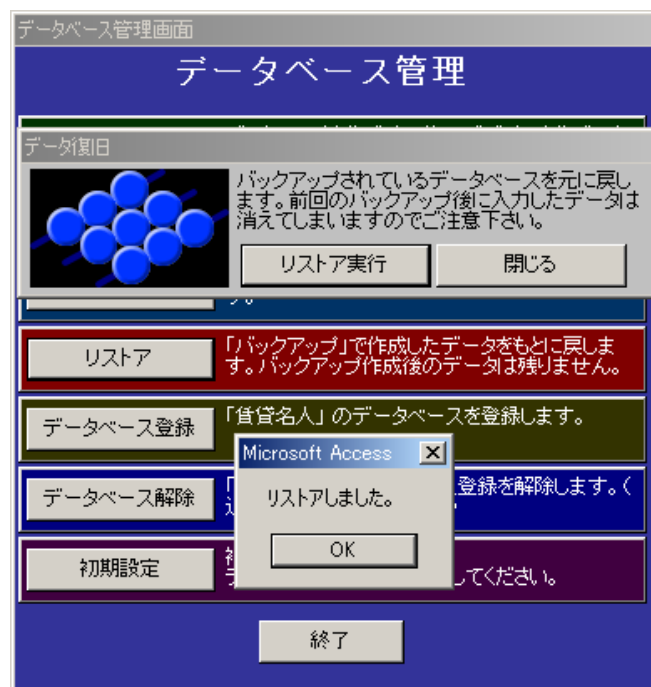 データベース管理画面
データベース管理
データ復旧
バックアップされているデータベースを元に戻し
ます。前回のバックアップ後に入力したデータは
消えてしまいますのでご注意下さい。
リストア実行
閉じる
す。
リストア
「バックアップ」で作成したデータをもとに戻しま
す。バックアップ作成後のデータは残りません。
データベース登録
「賃貸名人」のデータベースを登録します。
Microsoft Access
リストアしました。
OK
データベース解除
登録を解除します。く
初期設定
してください。
終了